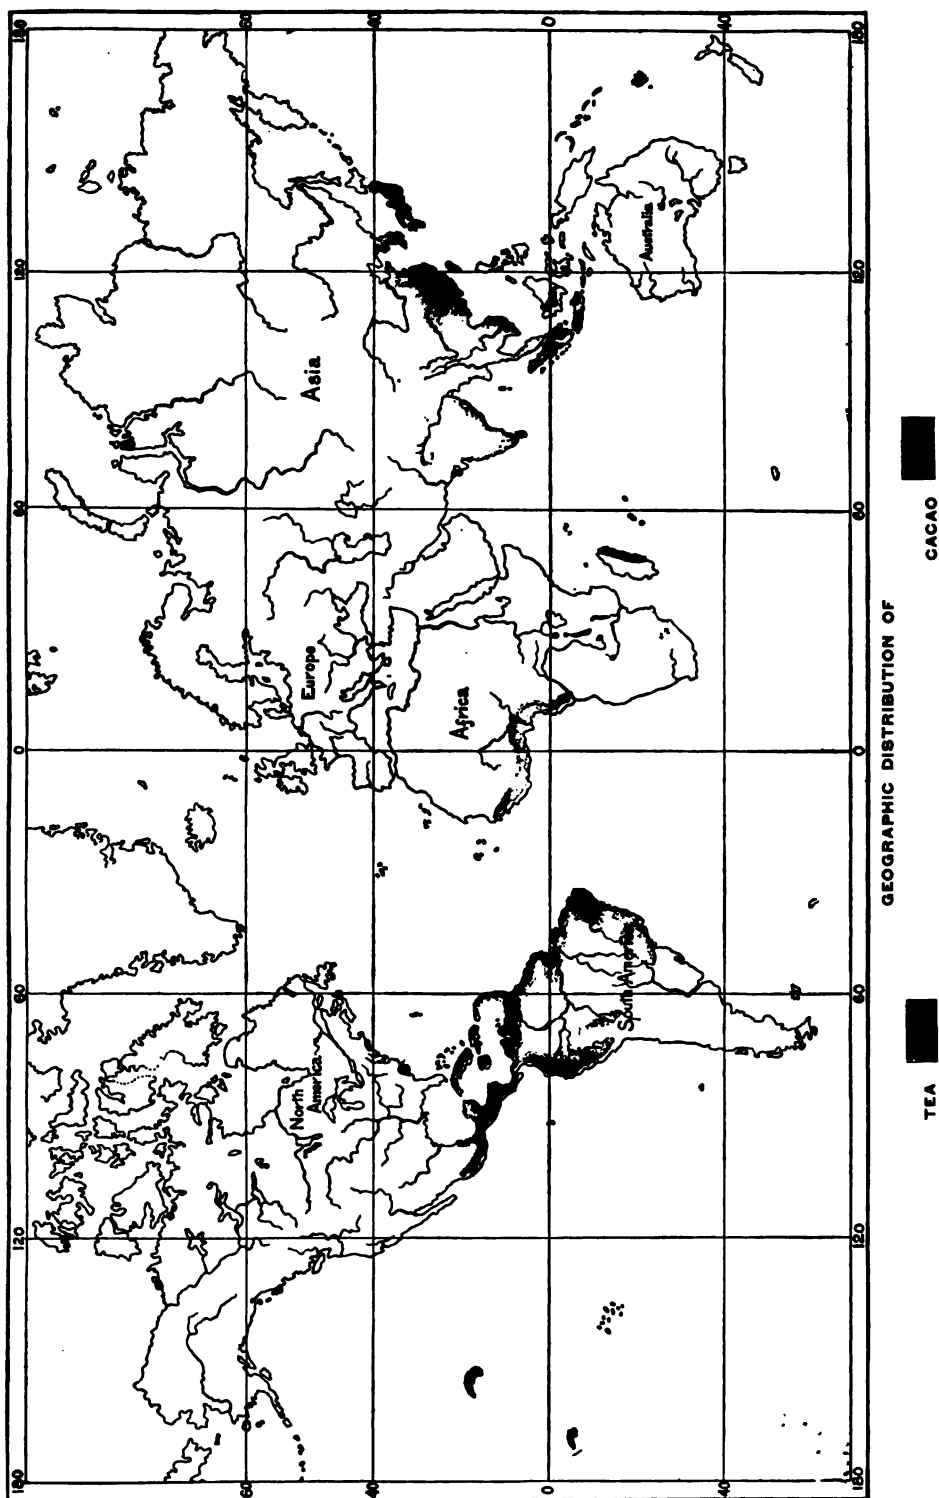 180
120
60
0
60
120
180
60
40
0
40
60
40
0
40
180
120
60
0
60
120
180
North
America
South America
Europe
Africa
Asia
Australia
GEOGRAPHIC DISTRIBUTION OF
TEA
CACAO